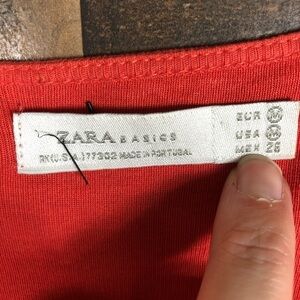 ZARA BASICS
RN(U.S.A.)77302 MADE IN PORTUGAL
EUR M
USA M
MEX 28